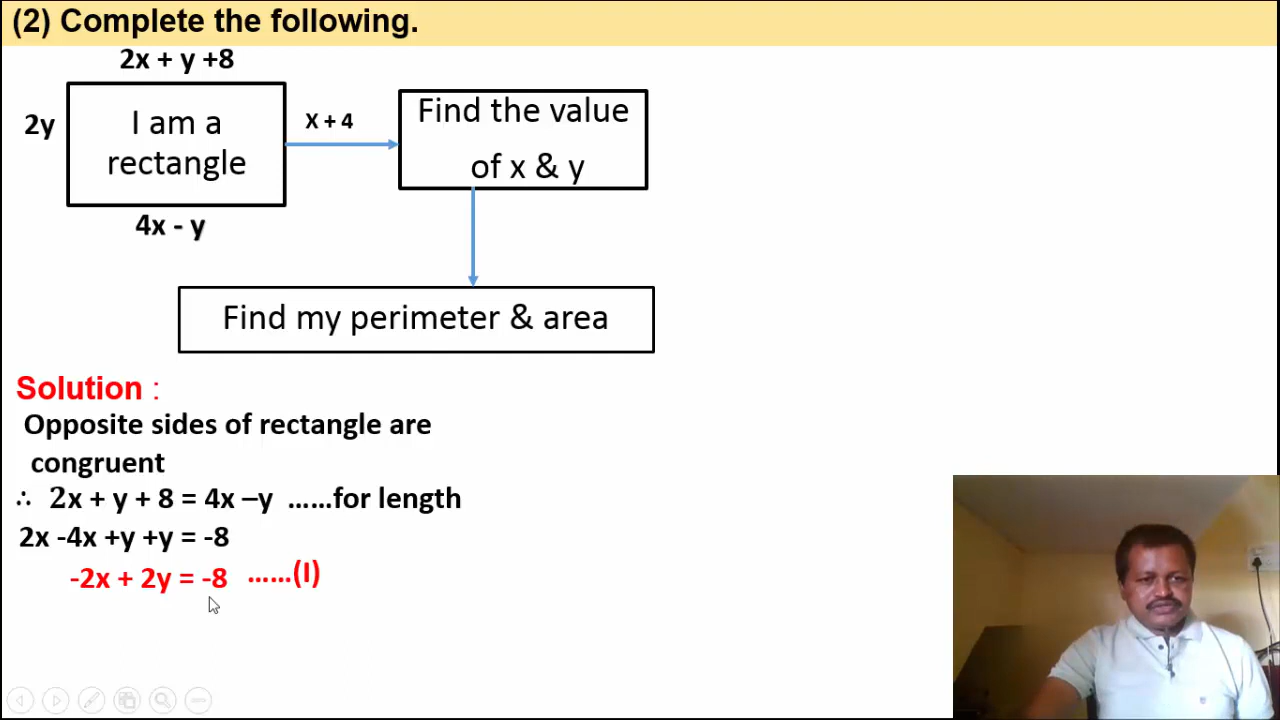 (2) Complete the following.
2x + y +8
2y
I am a
rectangle
X + 4
Find the value
of x & y
4x - y
Find my perimeter & area
Solution :
Opposite sides of rectangle are
congruent
∴ 2x + y + 8 = 4x –y ……for length
2x -4x +y +y = -8
-2x + 2y = -8 ……(I)